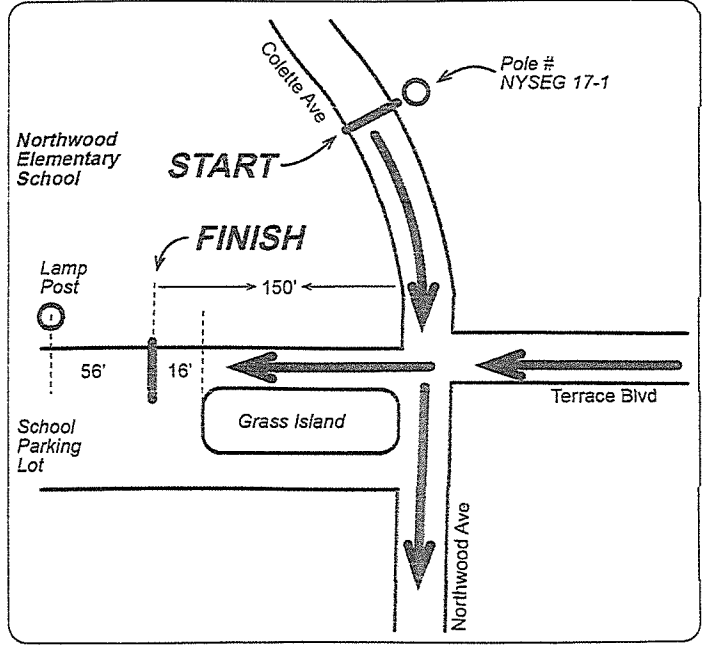 Colette Ave
Pole #
NYSEG 17-1
Northwood
Elementary
School
START
FINISH
Lamp
Post
150'
56'
16'
Grass Island
Terrace Blvd
School
Parking
Lot
Northwood Ave